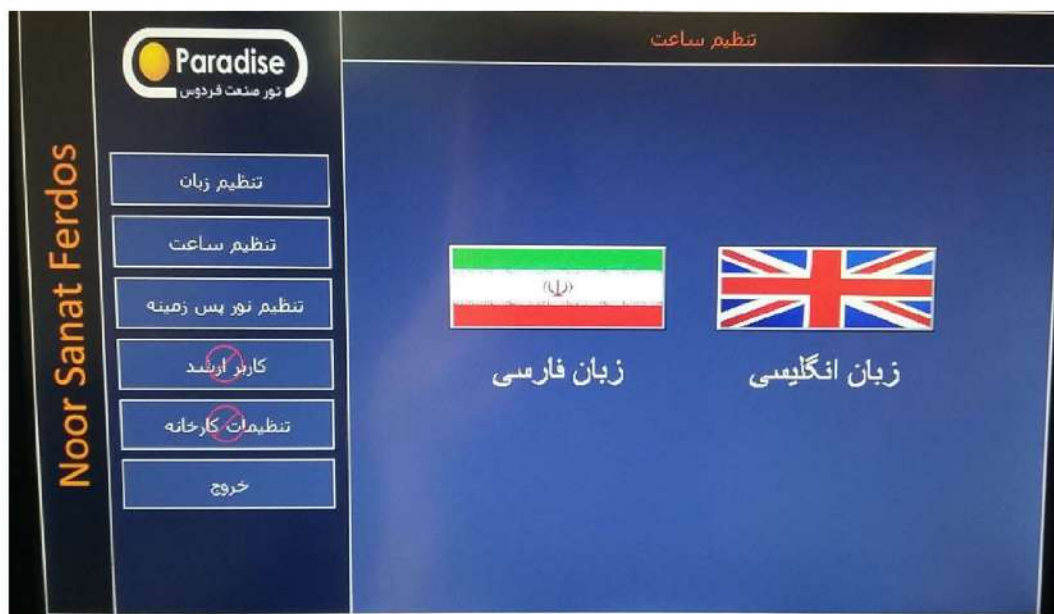 Noor Sanat Ferdos
Paradise
نور صنعت فردوس
تنظیم ساعت
تنظیم زبان
تنظیم ساعت
تنظیم نور پس زمینه
کاربر ارشد
تنظیمات کارخانه
خروج
زبان فارسی
زبان انگلیسی